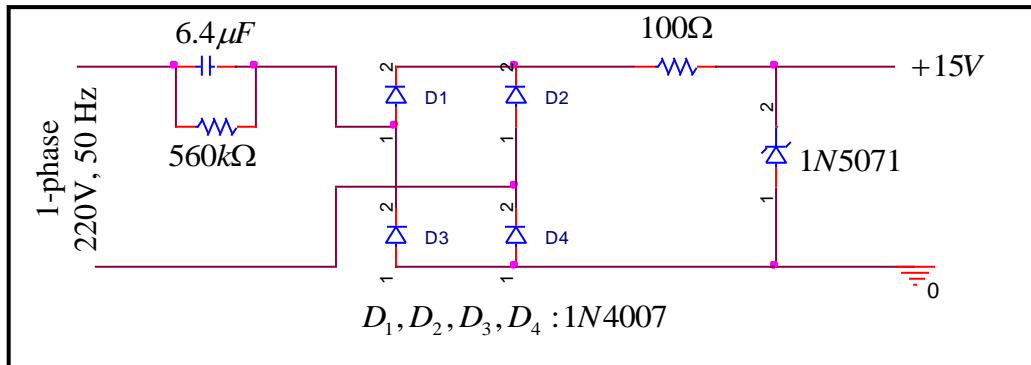 6.4μF
100Ω
+15V
2
2
2
D1
D2
1
1
560kΩ
1N5071
1-phase
220V, 50 Hz
2
2
1
D3
D4
1
1
0
D₁, D₂, D₃, D₄ : 1N4007